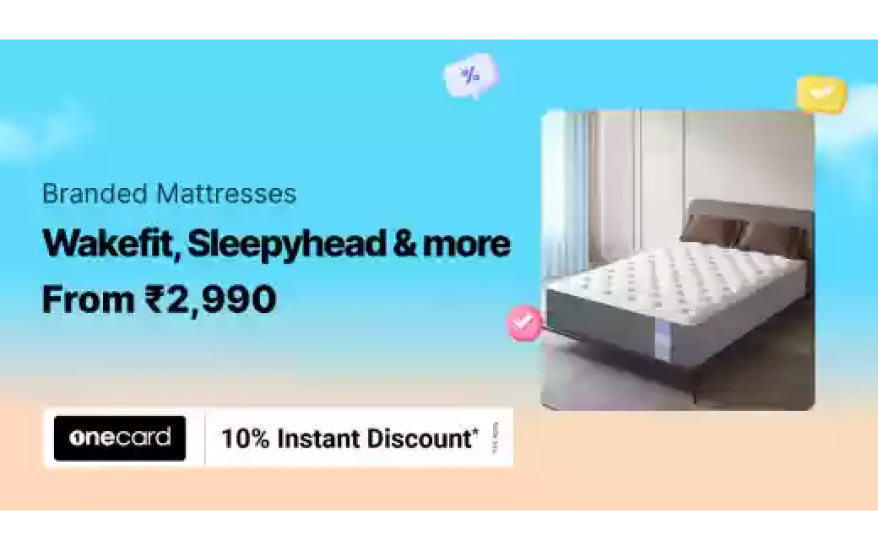 %
Branded Mattresses
Wakefit, Sleepyhead & more
From ₹2,990
onecard
10% Instant Discount*